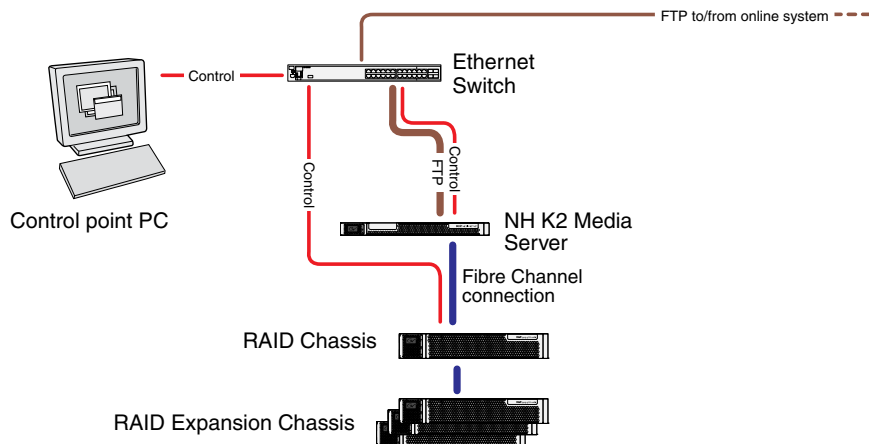 FTP to/from online system
Ethernet
Switch
Control
Control
FTP
Control
Control point PC
NH K2 Media
Server
Fibre Channel
connection
RAID Chassis
RAID Expansion Chassis